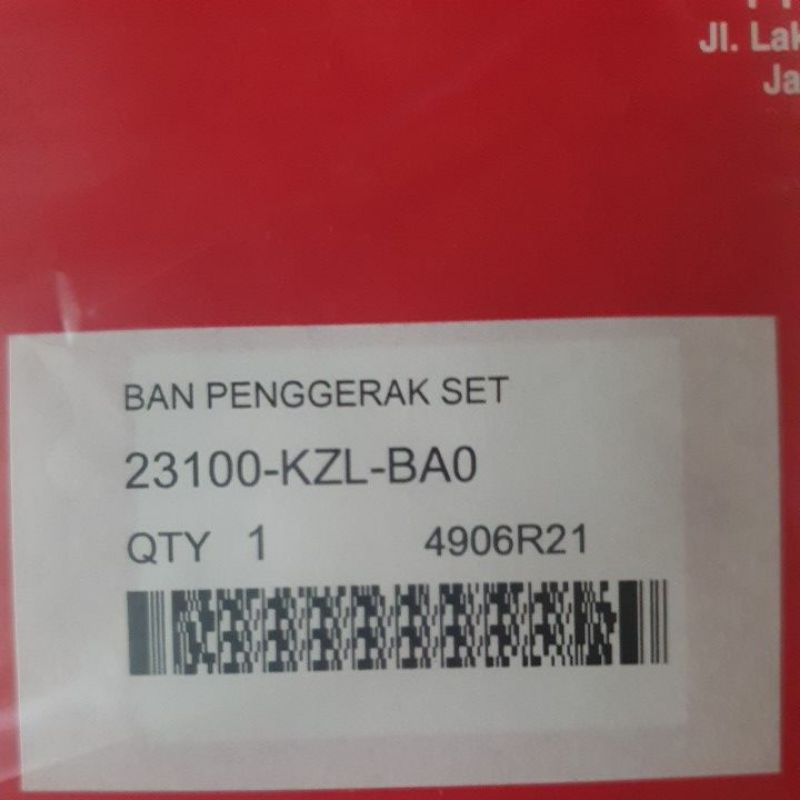 Jl. Lak
Ja
BAN PENGGERAK SET
23100-KZL-BA0
QTY 1 4906R21